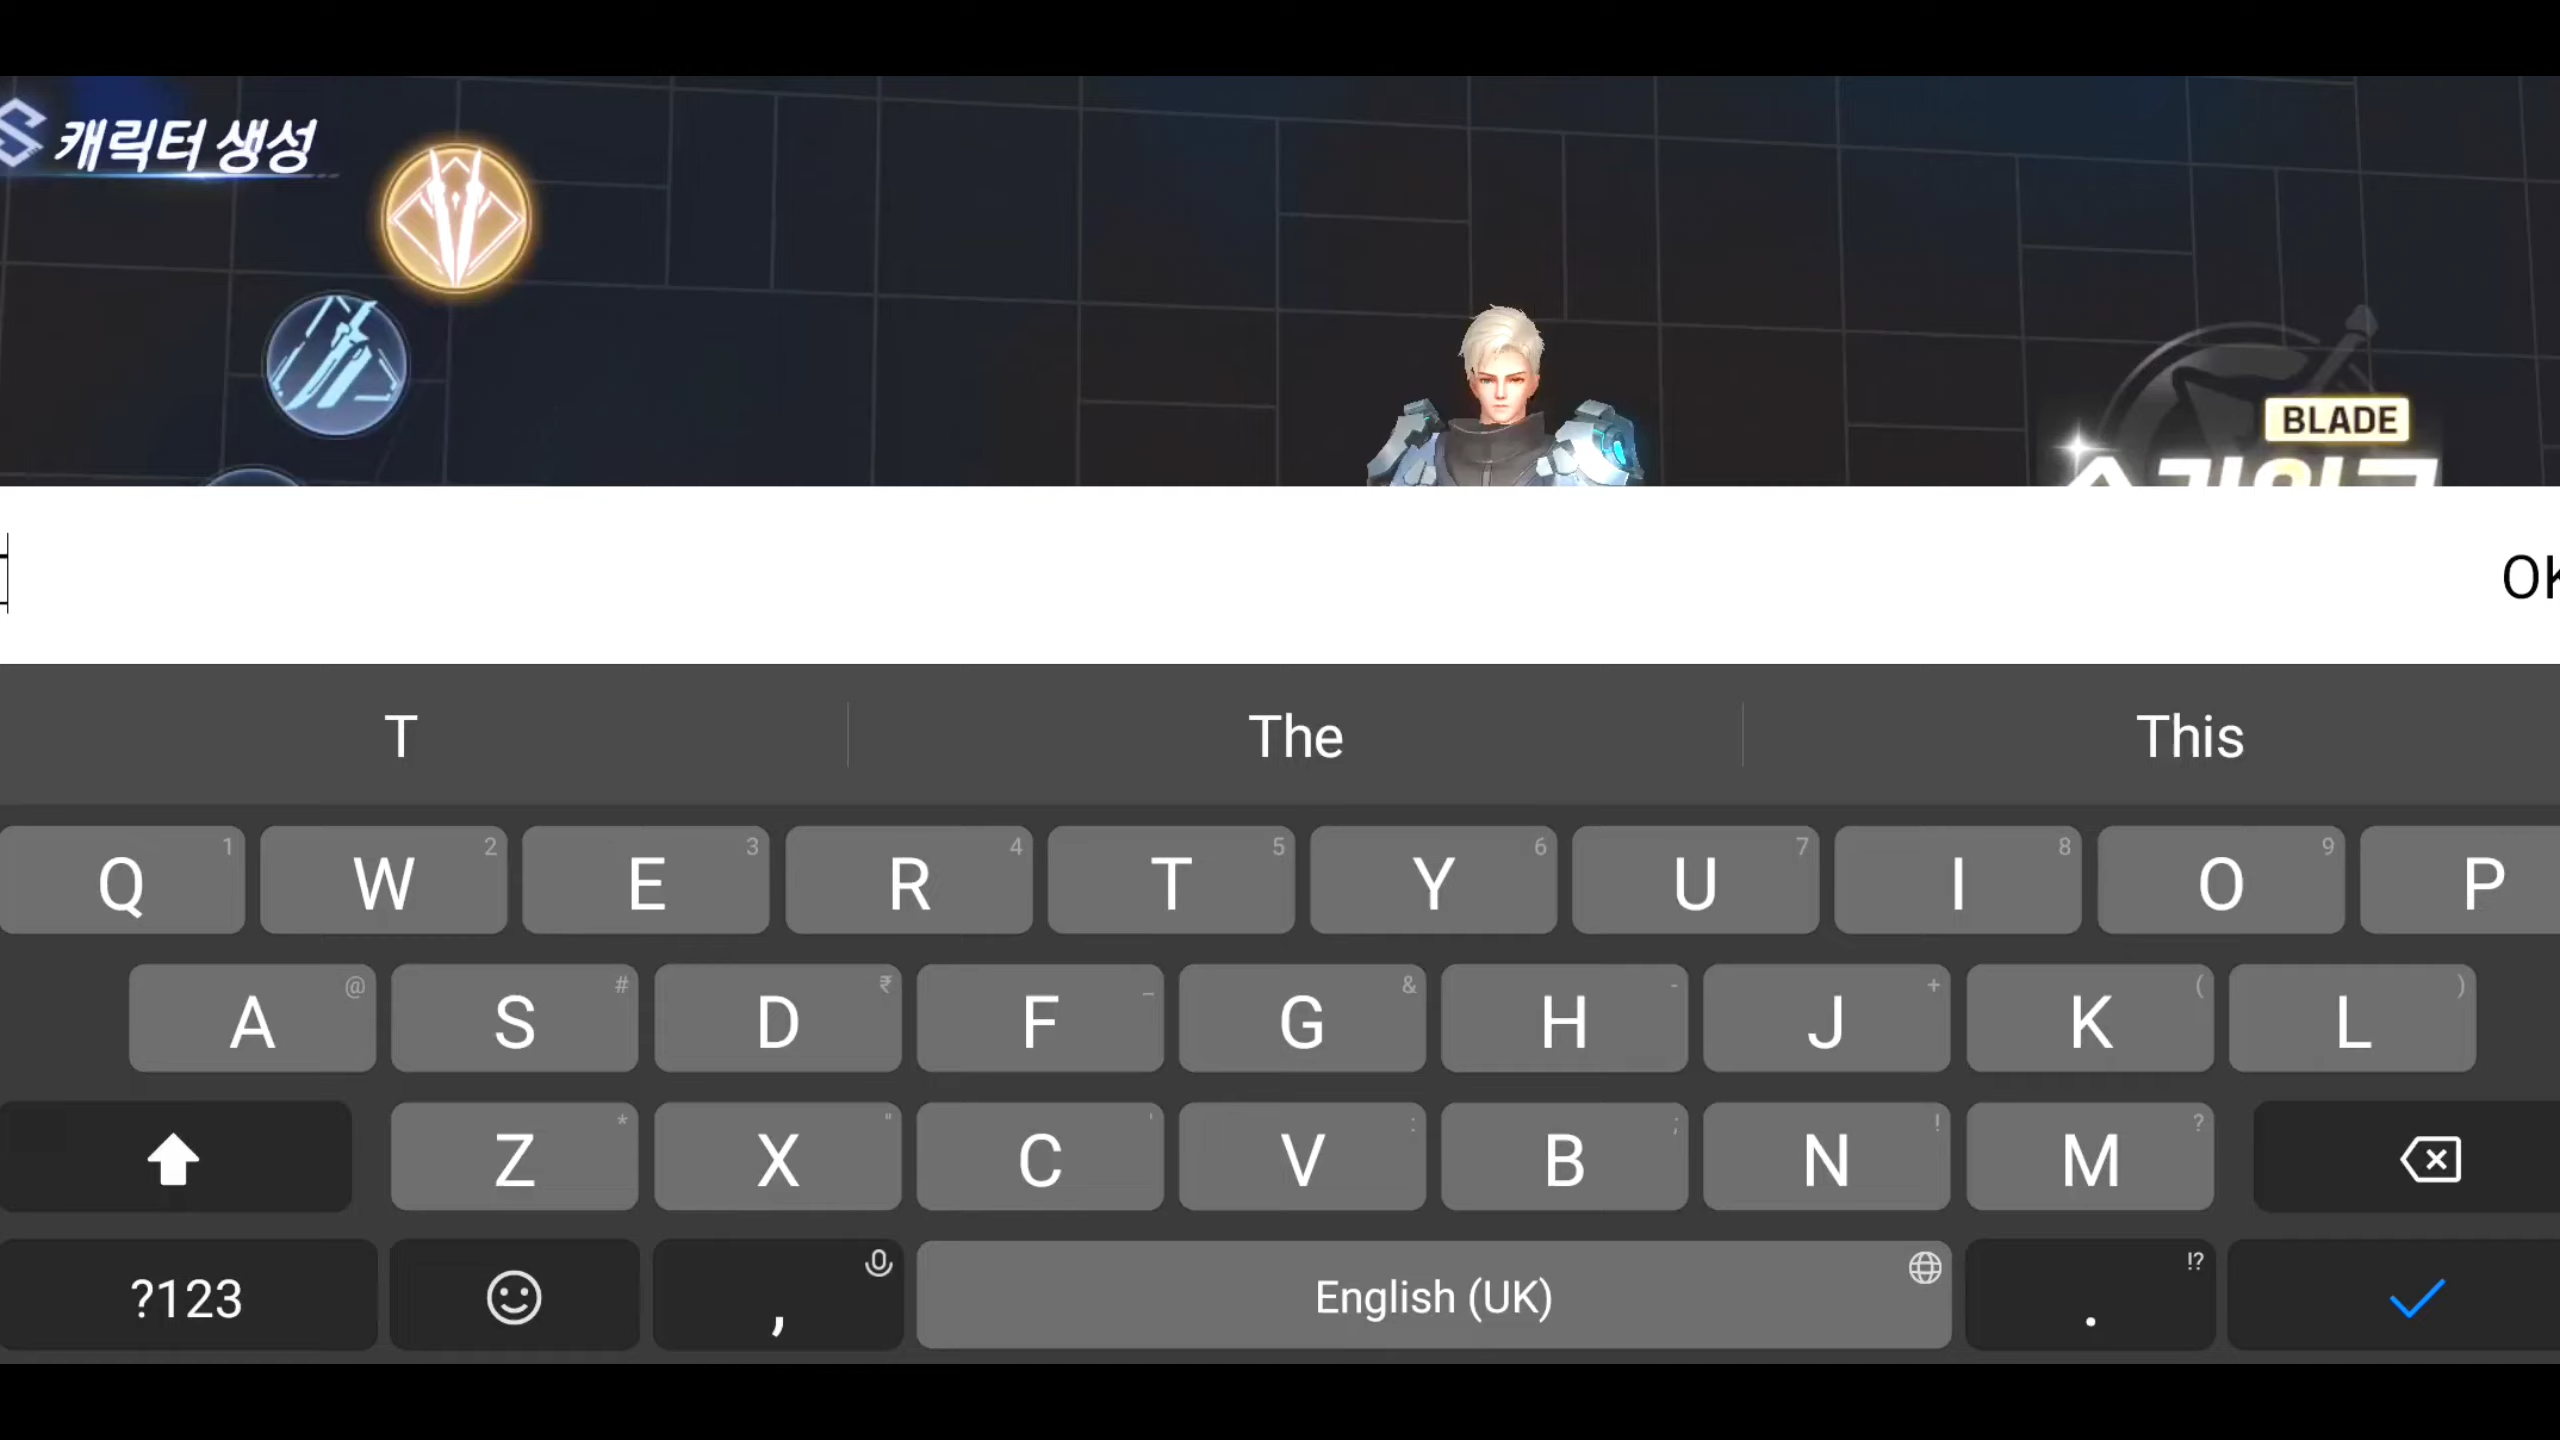 캐릭터 생성
BLADE
OK
T The This
Q 1 W 2 E 3 R 4 T 5 Y 6 U 7 I 8 O 9 P
A @ S # D ₹ F _ G & H - J + K ( L )
Z * X " C ' V : B ; N ! M ?
?123 , English (UK) . !?